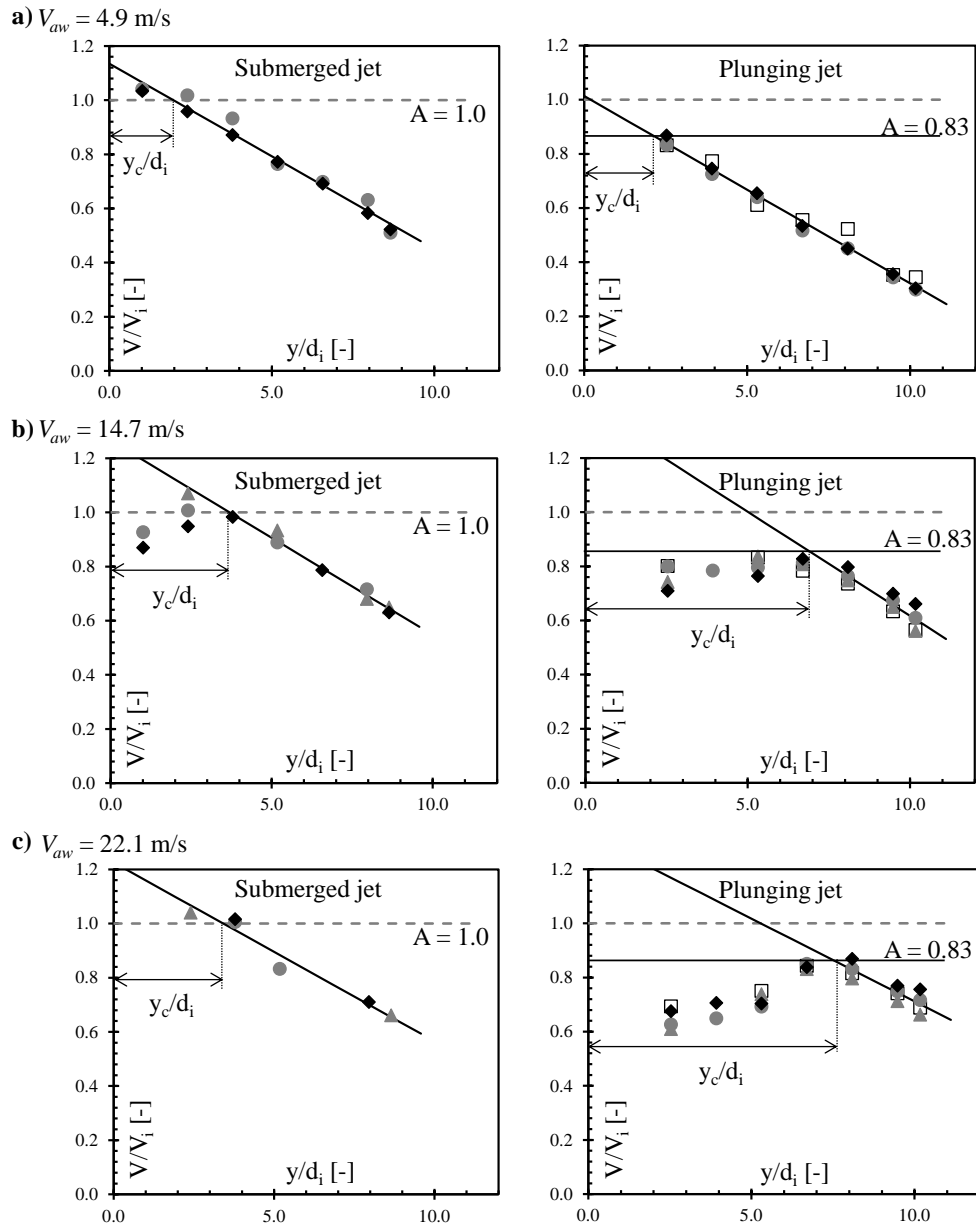 a) V_aw = 4.9 m/s
1.2
1.0
0.8
0.6
0.4
0.2
0.0
Submerged jet
A = 1.0
y_c/d_i
V/V_i [-]
y/d_i [-]
0.0 5.0 10.0
1.2
1.0
0.8
0.6
0.4
0.2
0.0
Plunging jet
A = 0.83
y_c/d_i
V/V_i [-]
y/d_i [-]
0.0 5.0 10.0
b) V_aw = 14.7 m/s
1.2
1.0
0.8
0.6
0.4
0.2
0.0
Submerged jet
A = 1.0
y_c/d_i
V/V_i [-]
y/d_i [-]
0.0 5.0 10.0
1.2
1.0
0.8
0.6
0.4
0.2
0.0
Plunging jet
A = 0.83
y_c/d_i
V/V_i [-]
y/d_i [-]
0.0 5.0 10.0
c) V_aw = 22.1 m/s
1.2
1.0
0.8
0.6
0.4
0.2
0.0
Submerged jet
A = 1.0
y_c/d_i
V/V_i [-]
y/d_i [-]
0.0 5.0 10.0
1.2
1.0
0.8
0.6
0.4
0.2
0.0
Plunging jet
A = 0.83
y_c/d_i
V/V_i [-]
y/d_i [-]
0.0 5.0 10.0